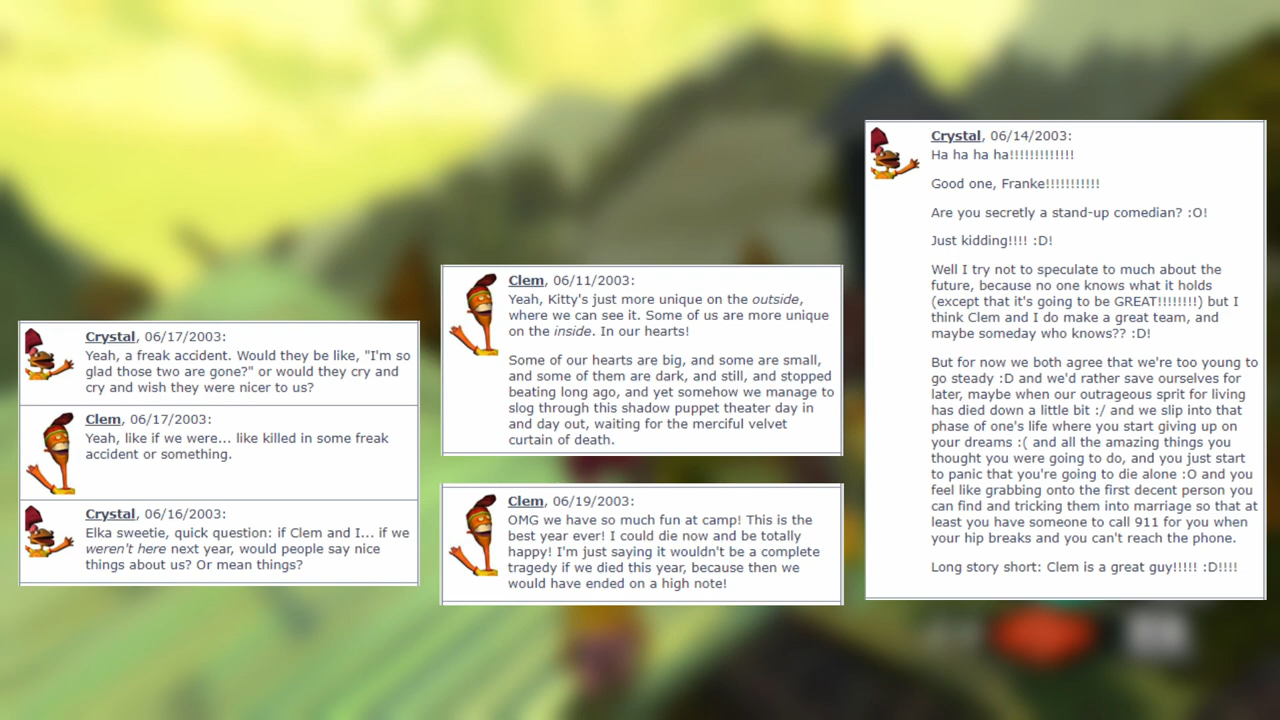 Crystal, 06/17/2003:
Yeah, a freak accident. Would they be like, "I'm so
glad those two are gone?" or would they cry and
cry and wish they were nicer to us?
Clem, 06/17/2003:
Yeah, like if we were... like killed in some freak
accident or something.
Crystal, 06/16/2003:
Elka sweetie, quick question: if Clem and I... if we
weren't here next year, would people say nice
things about us? Or mean things?
Clem, 06/11/2003:
Yeah, Kitty's just more unique on the outside,
where we can see it. Some of us are more unique
on the inside. In our hearts!
Some of our hearts are big, and some are small,
and some of them are dark, and still, and stopped
beating long ago, and yet somehow we manage to
slog through this shadow puppet theater day in
and day out, waiting for the merciful velvet
curtain of death.
Clem, 06/19/2003:
OMG we have so much fun at camp! This is the
best year ever! I could die now and be totally
happy! I'm just saying it wouldn't be a complete
tragedy if we died this year, because then we
would have ended on a high note!
Crystal, 06/14/2003:
Ha ha ha ha!!!!!!!!!!!!!
Good one, Franke!!!!!!!!!!!
Are you secretly a stand-up comedian? :O!
Just kidding!!!! :D!
Well I try not to speculate to much about the
future, because no one knows what it holds
(except that it's going to be GREAT!!!!!!!!) but I
think Clem and I do make a great team, and
maybe someday who knows?? :D!
But for now we both agree that we're too young to
go steady :D and we'd rather save ourselves for
later, maybe when our outrageous sprit for living
has died down a little bit :/ and we slip into that
phase of one's life where you start giving up on
your dreams :( and all the amazing things you
thought you were going to do, and you just start
to panic that you're going to die alone :O and you
feel like grabbing onto the first decent person you
can find and tricking them into marriage so that at
least you have someone to call 911 for you when
your hip breaks and you can't reach the phone.
Long story short: Clem is a great guy!!!!! :D!!!!